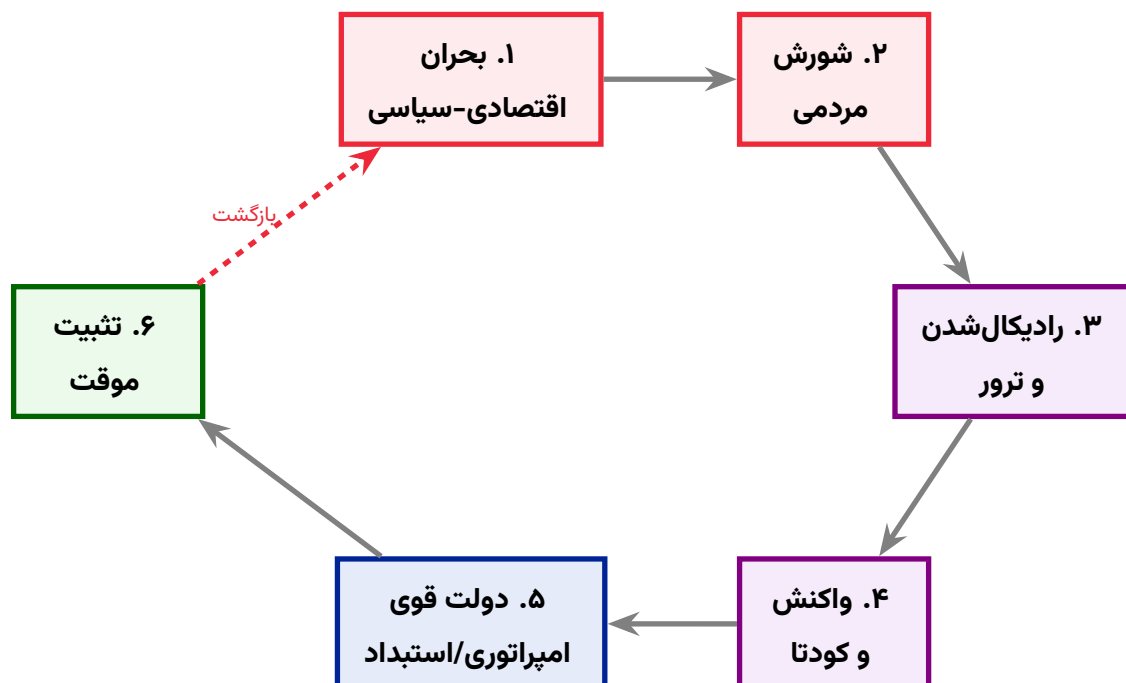 ۱. بحران
اقتصادی-سیاسی
۲. شورش
مردمی
۳. رادیکال‌شدن
و ترور
۴. واکنش
و کودتا
۵. دولت قوی
امپراتوری/استبداد
۶. تثبیت
موقت
بازگشت